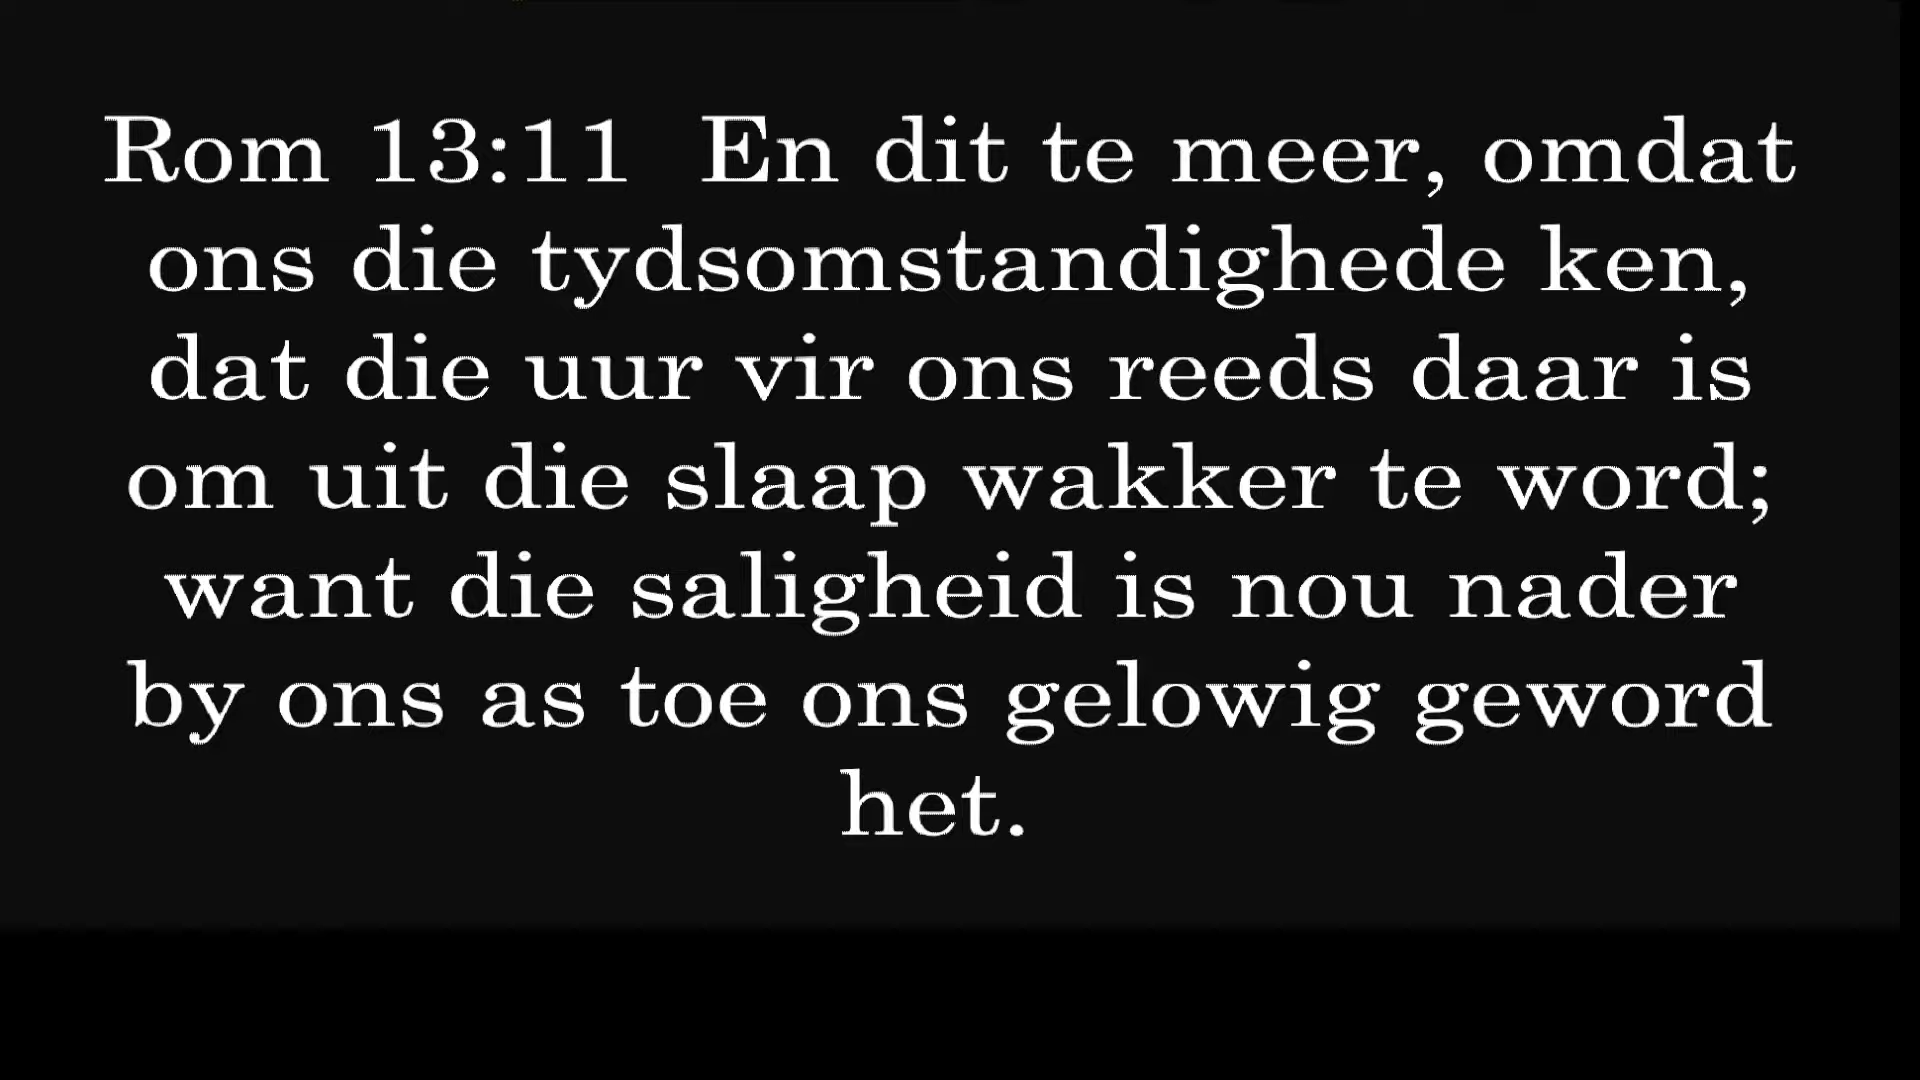 Rom 13:11  En dit te meer, omdat
ons die tydsomstandighede ken,
dat die uur vir ons reeds daar is
om uit die slaap wakker te word;
want die saligheid is nou nader
by ons as toe ons gelowig geword
het.